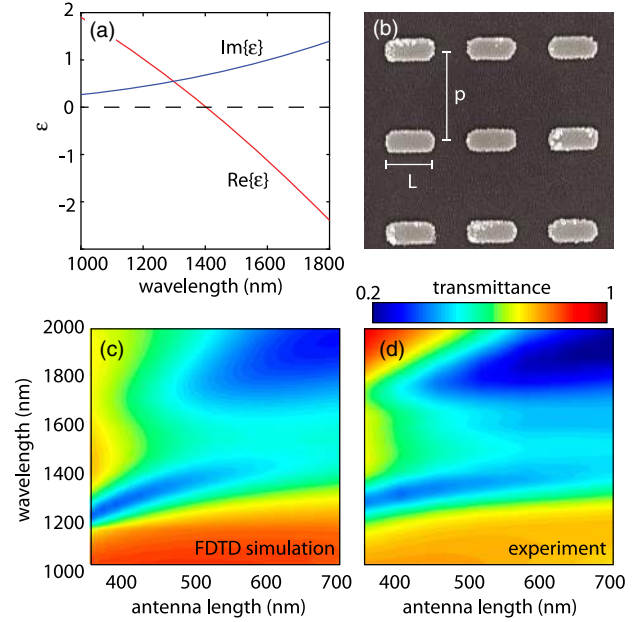 (a)
2
1
0
-1
-2
ε
Im{ε}
Re{ε}
1000 1200 1400 1600 1800
wavelength (nm)
(b)
p
L
transmittance
0.2 1
(c)
2000
1800
1600
1400
1200
1000
wavelength (nm)
FDTD simulation
400 500 600 700
antenna length (nm)
(d)
experiment
400 500 600 700
antenna length (nm)